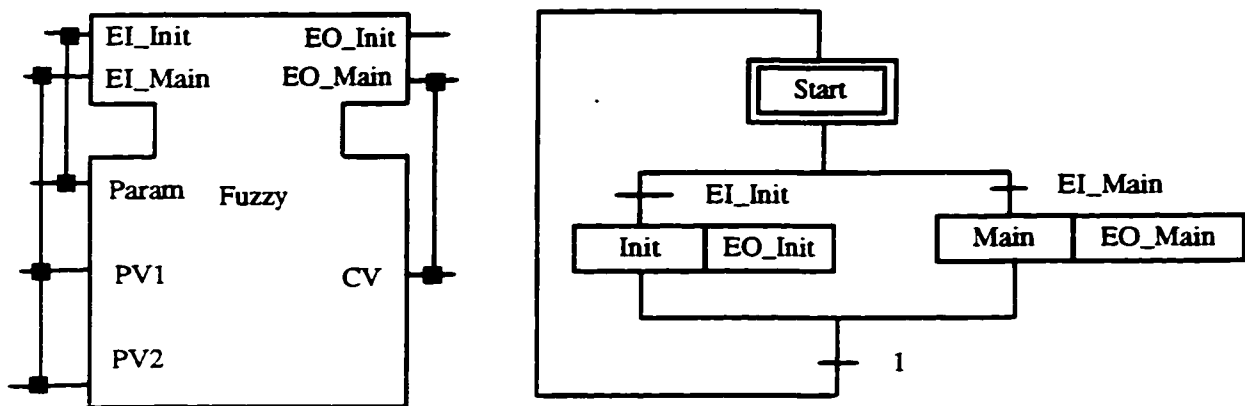 EI_Init
EO_Init
EI_Main
EO_Main
Param
Fuzzy
PV1
CV
PV2
Start
EI_Init
EI_Main
Init
EO_Init
Main
EO_Main
1